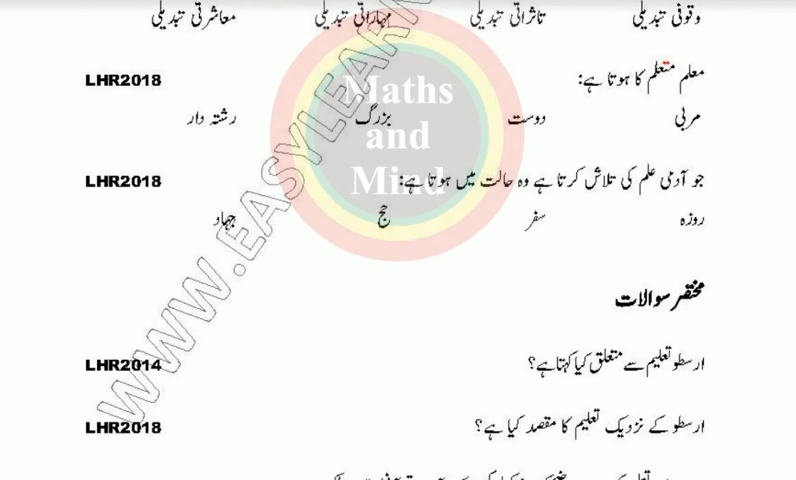 وقوفی تبدیلی تاثراتی تبدیلی مہاراتی تبدیلی معاشرتی تبدیلی
معلم متعلم کا ہوتا ہے: LHR2018
مربی دوست بزرگ رشتہ دار
جو آدمی علم کی تلاش کرتا ہے وہ حالت میں ہوتا ہے: LHR2018
روزہ سفر حج جہاد
مختصر سوالات
ارسطو تعلیم سے متعلق کیا کہتا ہے؟ LHR2014
ارسطو کے نزدیک تعلیم کا مقصد کیا ہے؟ LHR2018
Maths
and
Mind
WWW.EASYLEARN